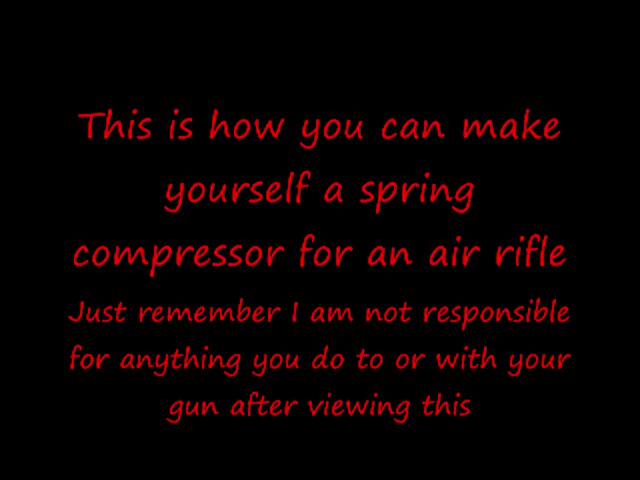 This is how you can make
yourself a spring
compressor for an air rifle
Just remember I am not responsible
for anything you do to or with your
gun after viewing this